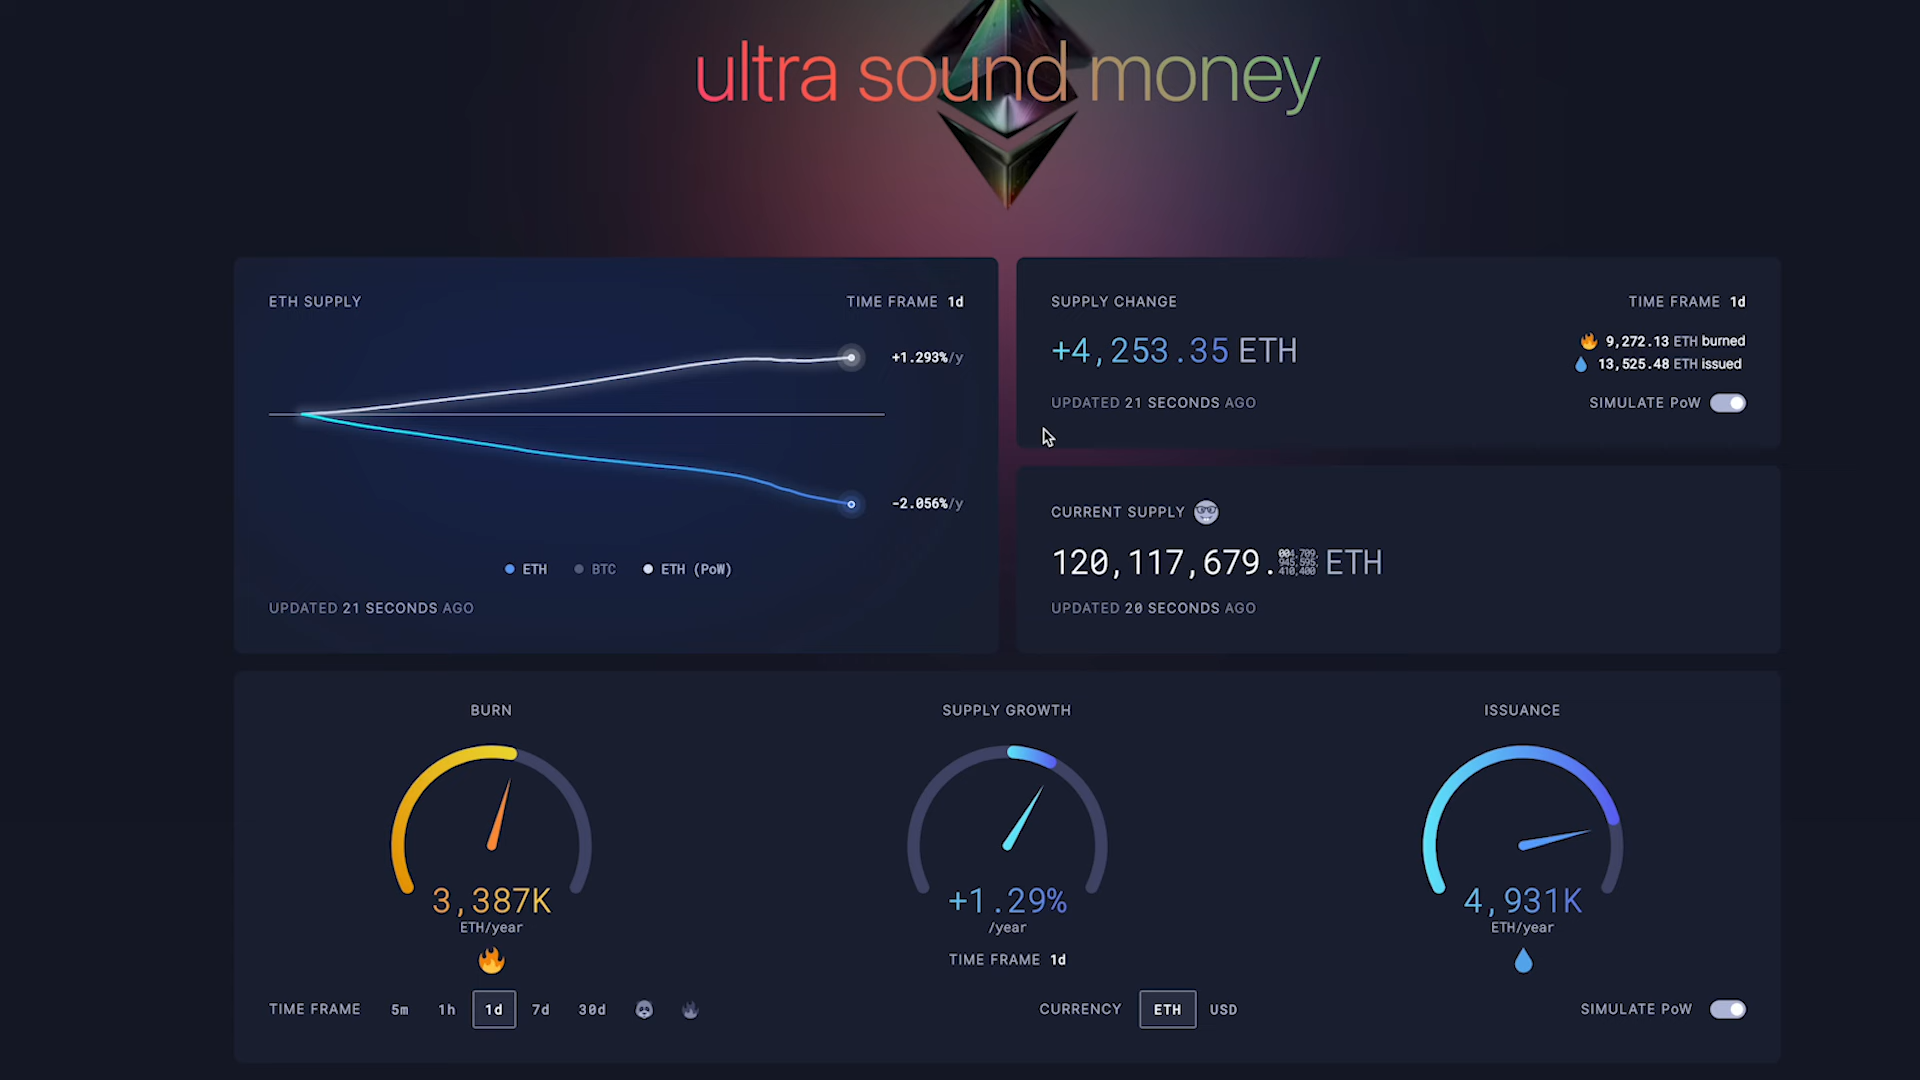 ultra sound money
ETH SUPPLY
TIME FRAME 1d
+1.293%/y
-2.056%/y
ETH
BTC
ETH (PoW)
UPDATED 21 SECONDS AGO
SUPPLY CHANGE
TIME FRAME 1d
+4,253.35 ETH
9,272.13 ETH burned
13,525.48 ETH issued
UPDATED 21 SECONDS AGO
SIMULATE PoW
CURRENT SUPPLY
120,117,679. ETH
UPDATED 20 SECONDS AGO
BURN
3,387K
ETH/year
SUPPLY GROWTH
+1.29%
/year
TIME FRAME 1d
ISSUANCE
4,931K
ETH/year
TIME FRAME 5m 1h 1d 7d 30d
CURRENCY ETH USD
SIMULATE PoW